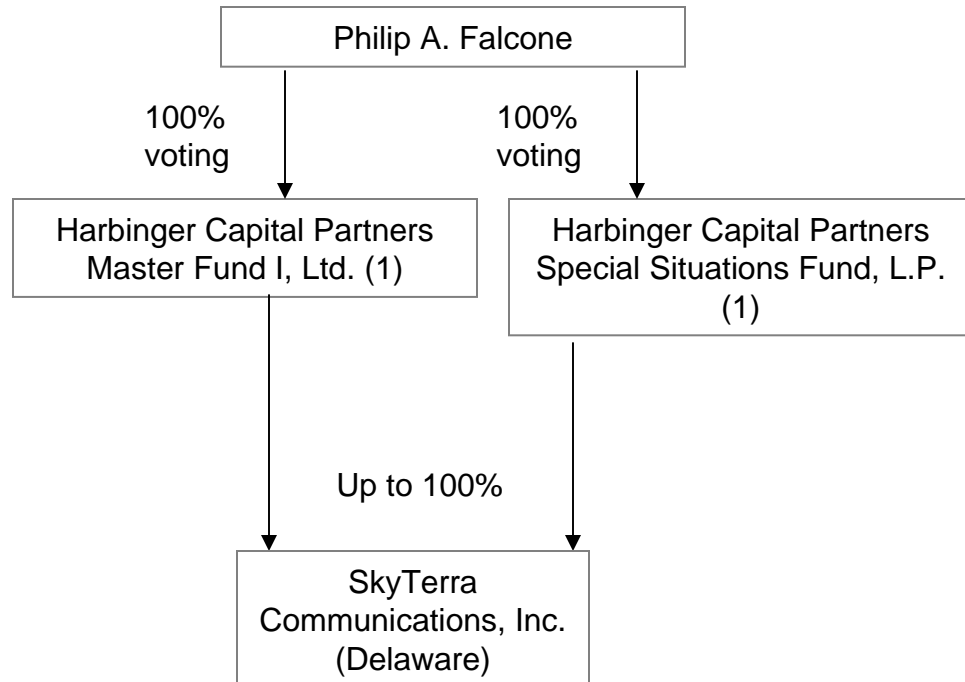 Philip A. Falcone
100%
voting
100%
voting
Harbinger Capital Partners
Master Fund I, Ltd. (1)
Harbinger Capital Partners
Special Situations Fund, L.P.
(1)
Up to 100%
SkyTerra
Communications, Inc.
(Delaware)